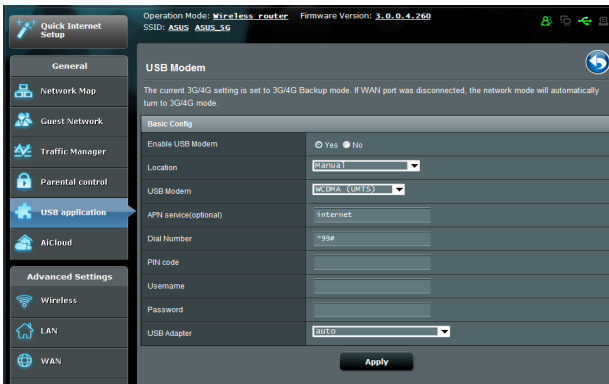 Quick Internet
Setup
Operation Mode: Wireless router Firmware Version: 3.0.0.4.260
SSID: ASUS ASUS_5G
General
Network Map
Guest Network
Traffic Manager
Parental control
USB application
AiCloud
Advanced Settings
Wireless
LAN
WAN
USB Modem
The current 3G/4G setting is set to 3G/4G Backup mode. If WAN port was disconnected, the network mode will automatically
turn to 3G/4G mode.
Basic Config
Enable USB Modem Yes No
Location Manual
USB Modem WCDMA (UMTS)
APN service(optional) internet
Dial Number *99#
PIN code
Username
Password
USB Adapter auto
Apply